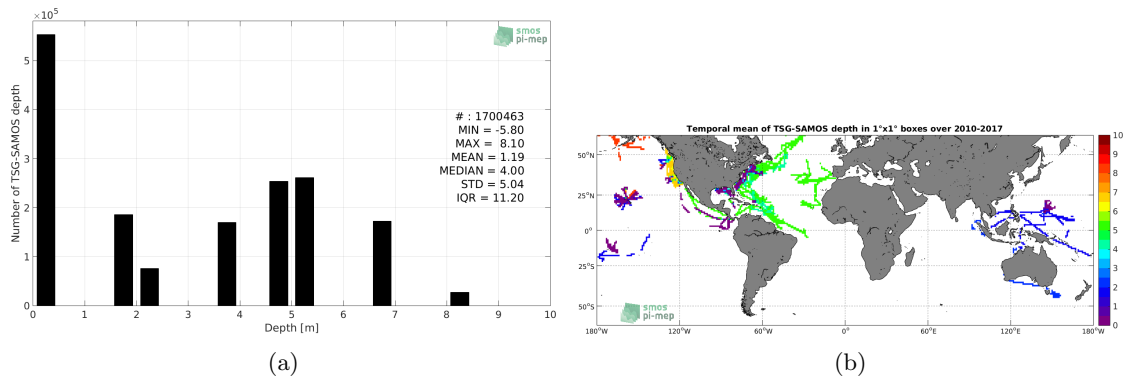 ×10⁵
5
4
3
2
1
0
Number of TSG-SAMOS depth
smos
pi-mep
# : 1700463
MIN = -5.80
MAX = 8.10
MEAN = 1.19
MEDIAN = 4.00
STD = 5.04
IQR = 11.20
0 1 2 3 4 5 6 7 8 9 10
Depth [m]
(a)
Temporal mean of TSG-SAMOS depth in 1°x1° boxes over 2010-2017
50°N
25°N
0°
25°S
50°S
smos
pi-mep
180°W 120°W 60°W 0° 60°E 120°E 180°W
10
9
8
7
6
5
4
3
2
1
0
(b)